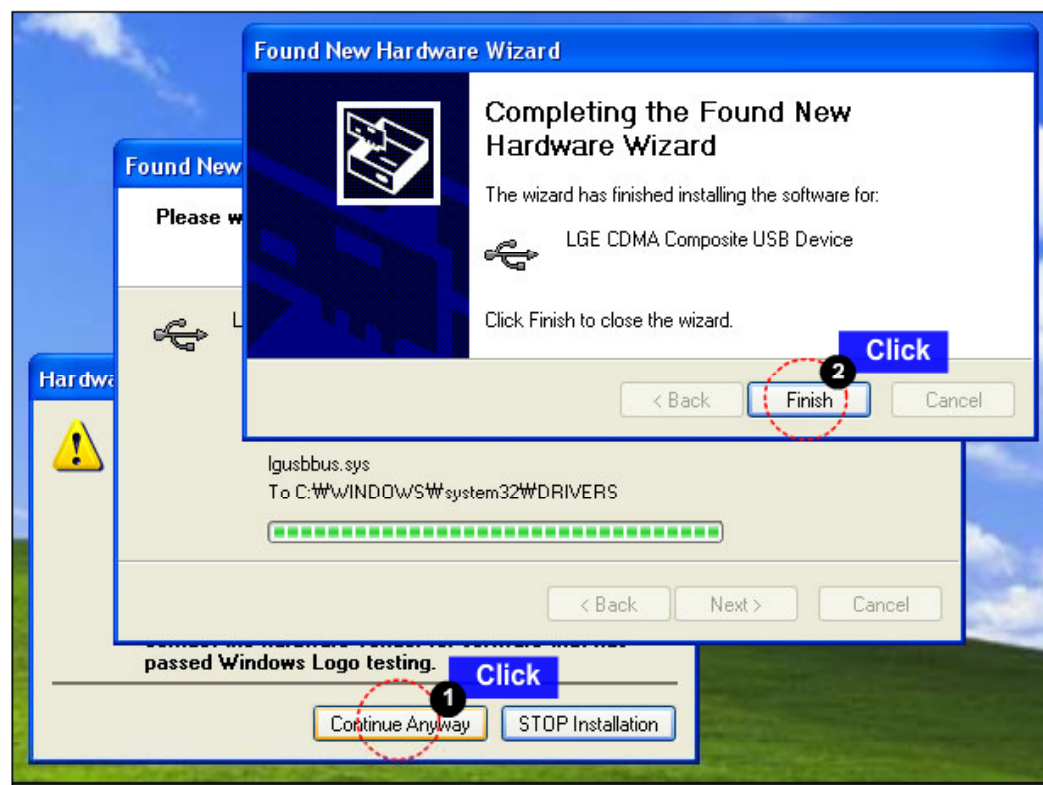 Found New Hardware Wizard
Completing the Found New
Hardware Wizard
The wizard has finished installing the software for:
LGE CDMA Composite USB Device
Click Finish to close the wizard.
Click
2
< Back
Finish
Cancel
Found New
Please w
L
lgusbbus.sys
To C:₩WINDOWS₩system32₩DRIVERS
< Back
Next >
Cancel
Hardwa
passed Windows Logo testing.
Click
1
Continue Anyway
STOP Installation